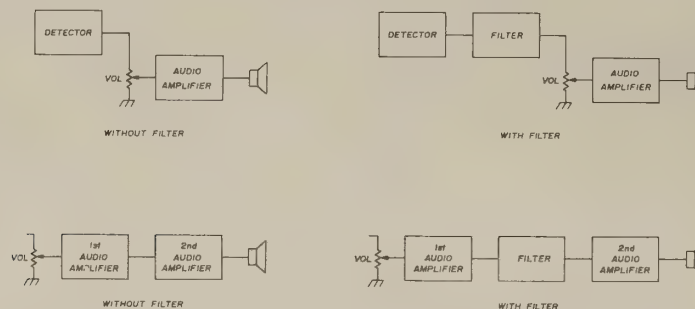 DETECTOR
VOL
AUDIO
AMPLIFIER
WITHOUT FILTER
DETECTOR
FILTER
VOL
AUDIO
AMPLIFIER
WITH FILTER
VOL
1st
AUDIO
AMPLIFIER
2nd
AUDIO
AMPLIFIER
WITHOUT FILTER
VOL
1st
AUDIO
AMPLIFIER
FILTER
2nd
AUDIO
AMPLIFIER
WITH FILTER